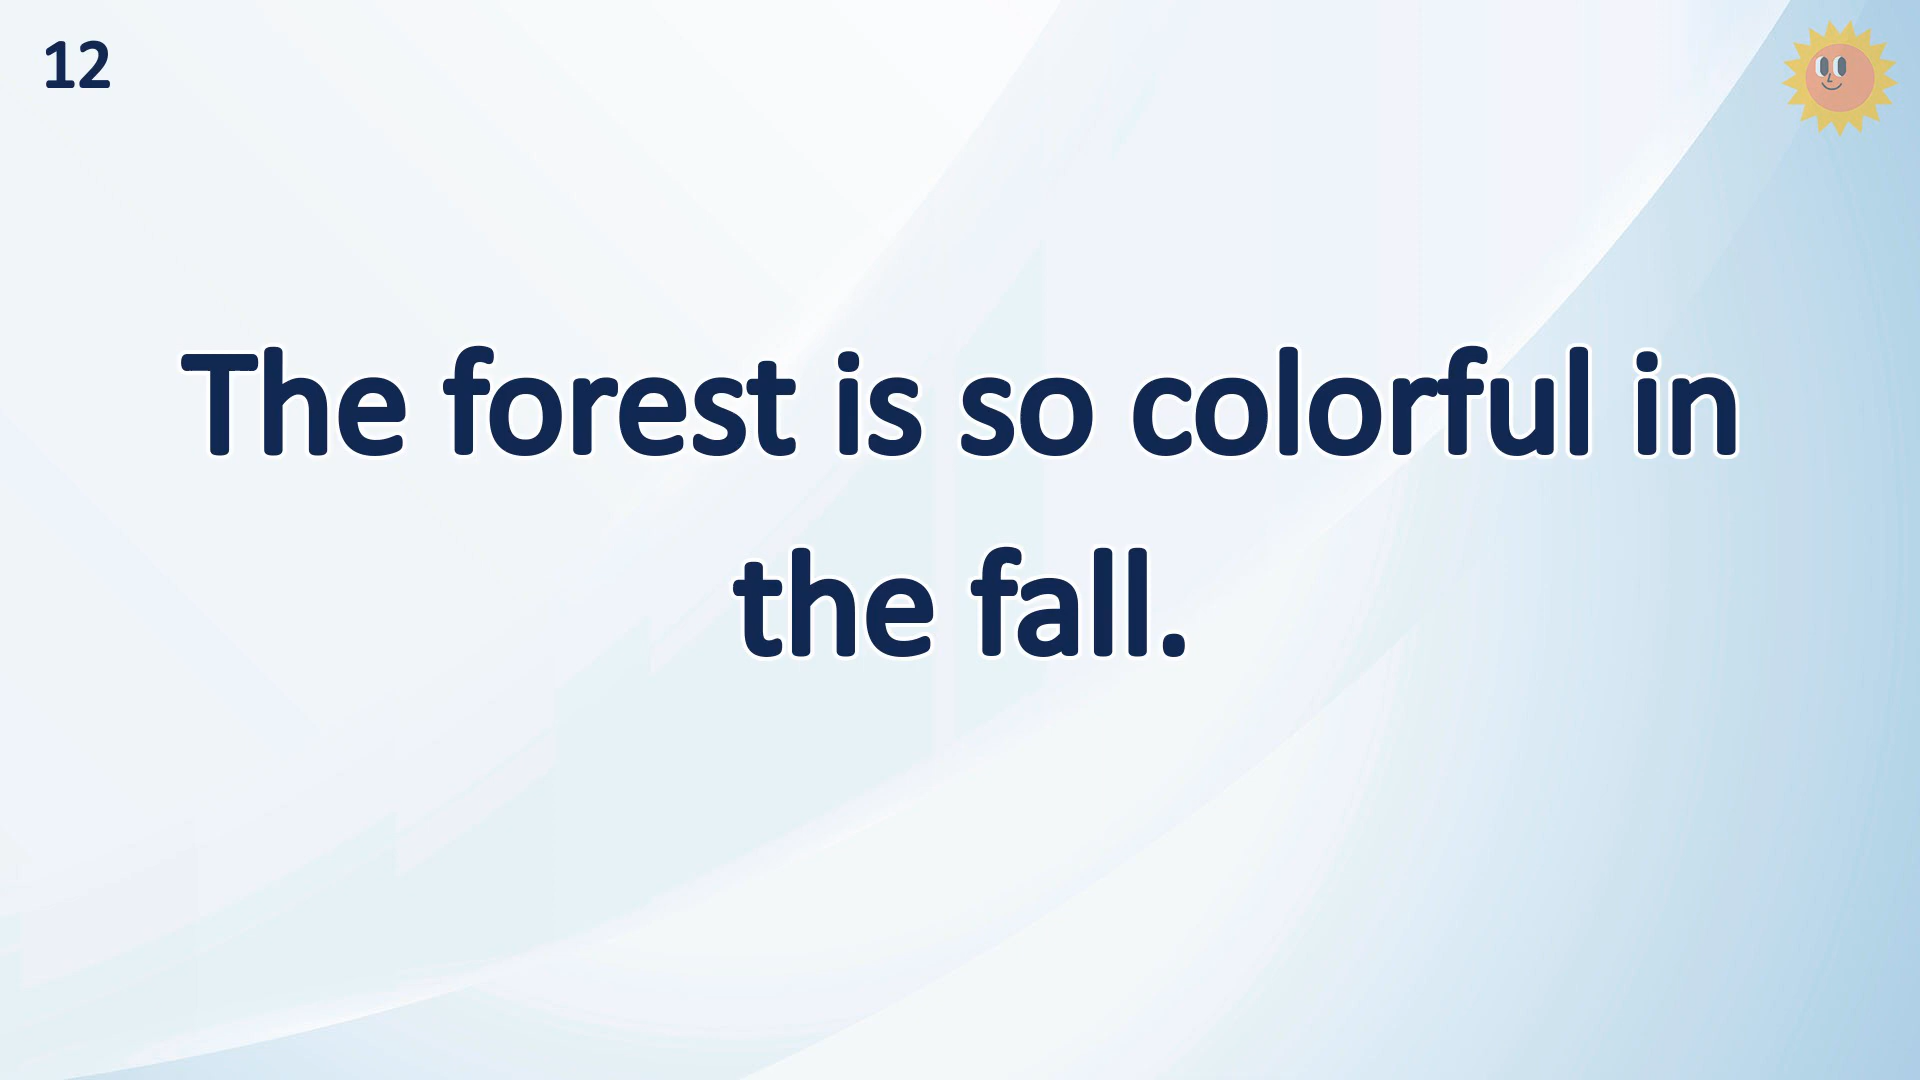 12
The forest is so colorful in
the fall.